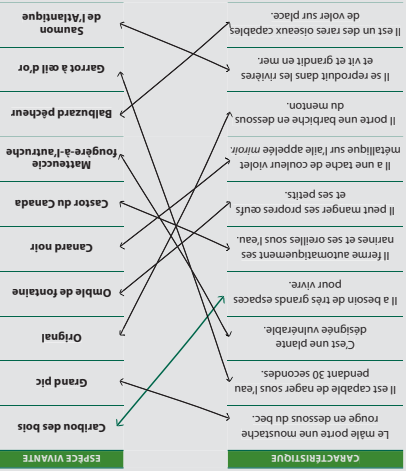 CARACTÉRISTIQUE
ESPÈCE VIVANTE
Le mâle porte une moustache
rouge en dessous du bec.
Caribou des bois
Il est capable de nager sous l'eau
pendant 30 secondes.
Grand pic
C'est une plante
désignée vulnérable.
Orignal
Il a besoin de très grands espaces
pour vivre.
Omble de fontaine
Il ferme automatiquement ses
narines et ses oreilles sous l'eau.
Canard noir
Il peut manger ses propres œufs
et ses petits.
Castor du Canada
Il a une tache de couleur violet
métallique sur l'aile appelée miroir.
Matteuccie
fougère-à-l'autruche
Il porte une barbiche en dessous
du menton.
Balbuzard pêcheur
Il se reproduit dans les rivières
et vit et grandit en mer.
Garrot à œil d'or
Il est un des rares oiseaux capables
de voler sur place.
Saumon
de l'Atlantique